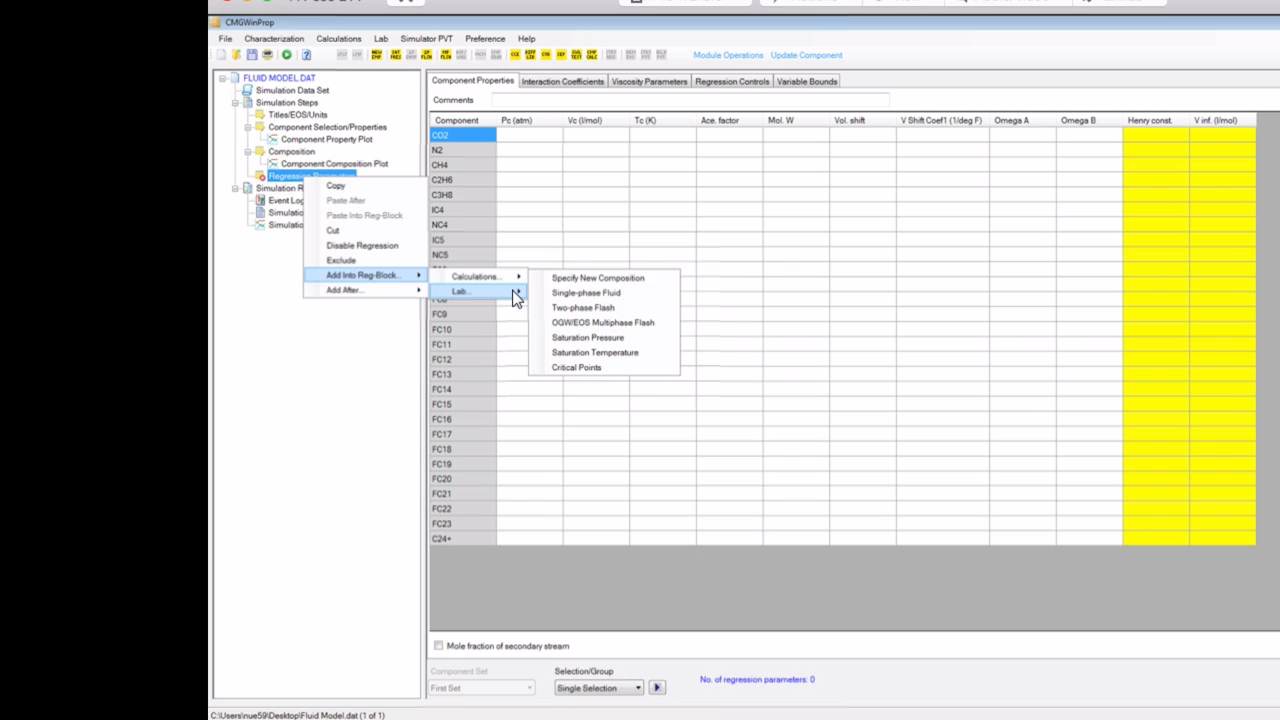 CMGWinProp
File Characterization Calculations Lab Simulator PVT Preference Help
Module Operations Update Component
FLUID MODEL.DAT
Simulation Data Set
Simulation Steps
Titles/EOS/Units
Component Selection/Properties
Component Property Plot
Composition
Component Composition Plot
Simulation R
Event Log
Simulatio
Simulatio
Copy
Paste After
Paste Into Reg-Block
Cut
Disable Regression
Exclude
Add Into Reg-Block...
Add After...
Calculations...
Lab...
Specify New Composition
Single-phase Fluid
Two-phase Flash
OGW/EOS Multiphase Flash
Saturation Pressure
Saturation Temperature
Critical Points
Component Properties Interaction Coefficients Viscosity Parameters Regression Controls Variable Bounds
Comments
Component Pc (atm) Vc (l/mol) Tc (K) Ace. factor Mol. W Vol. shift V Shift Coef1 (1/deg F) Omega A Omega B Henry const. V inf. (l/mol)
CO2
N2
CH4
C2H6
C3H8
IC4
NC4
IC5
NC5
FC9
FC10
FC11
FC12
FC13
FC14
FC15
FC16
FC17
FC18
FC19
FC20
FC21
FC22
FC23
C24+
Mole fraction of secondary stream
Component Set Selection/Group
First Set Single Selection
No. of regression parameters: 0
C:\Users\nue59\Desktop\Fluid Model.dat (1 of 1)